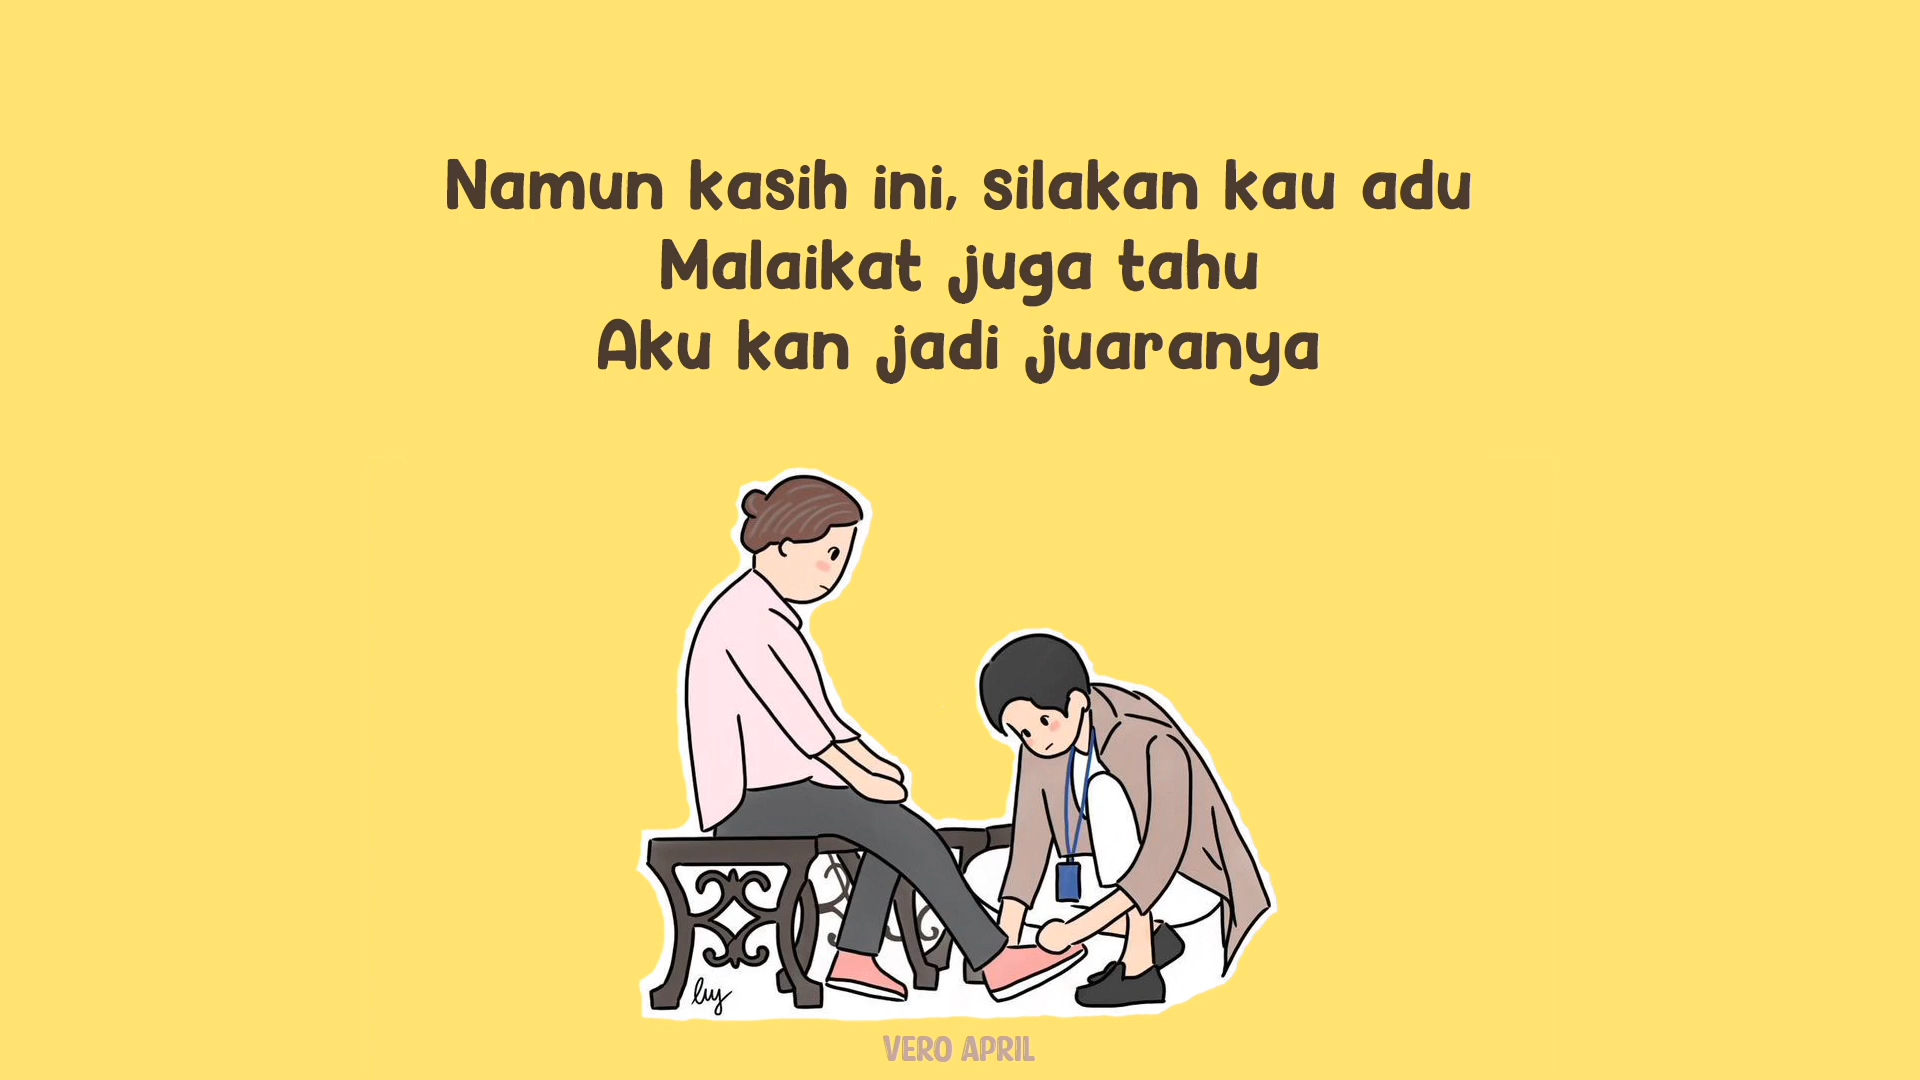 Namun kasih ini, silakan kau adu
Malaikat juga tahu
Aku kan jadi juaranya
VERO APRIL